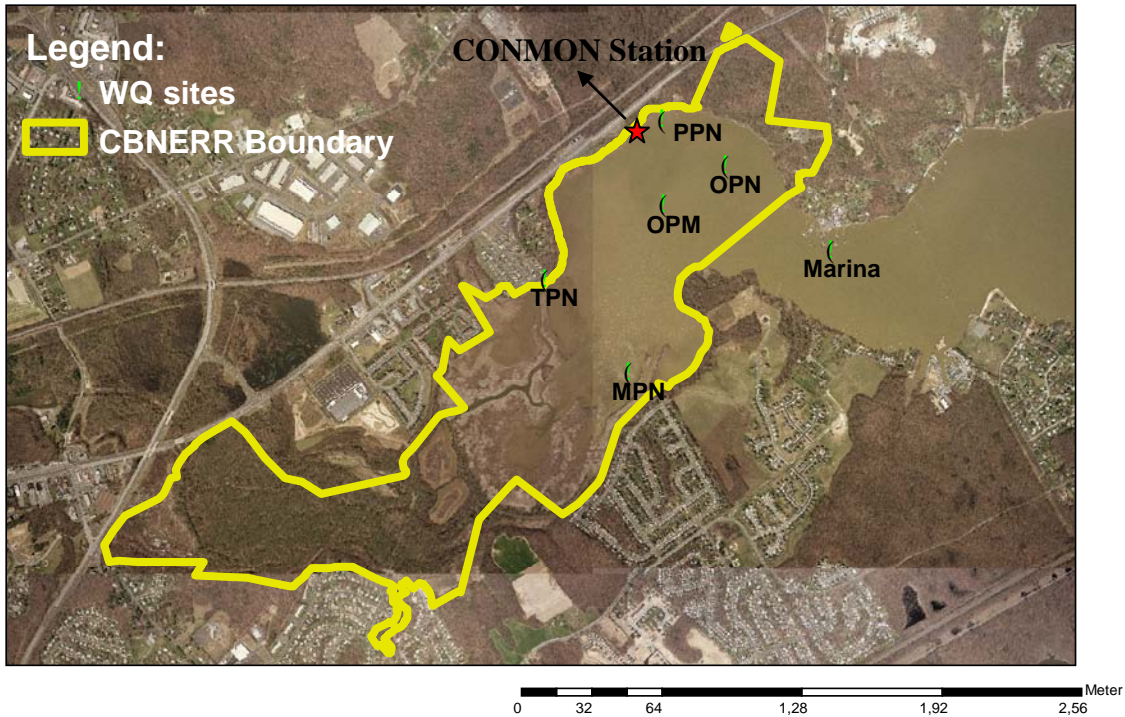 Legend:
WQ sites
CBNERR Boundary
CONMON Station
PPN
OPN
OPM
Marina
TPN
MPN
Meter
0 32 64 1,28 1,92 2,56